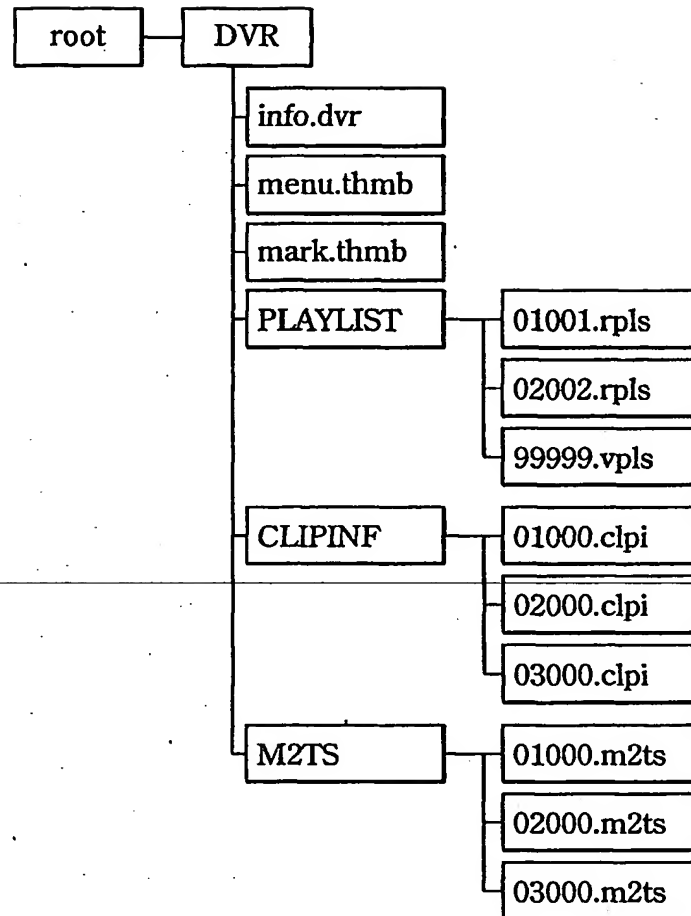 root
DVR
info.dvr
menu.thmb
mark.thmb
PLAYLIST
01001.rpls
02002.rpls
99999.vpls
CLIPINF
01000.clpi
02000.clpi
03000.clpi
M2TS
01000.m2ts
02000.m2ts
03000.m2ts